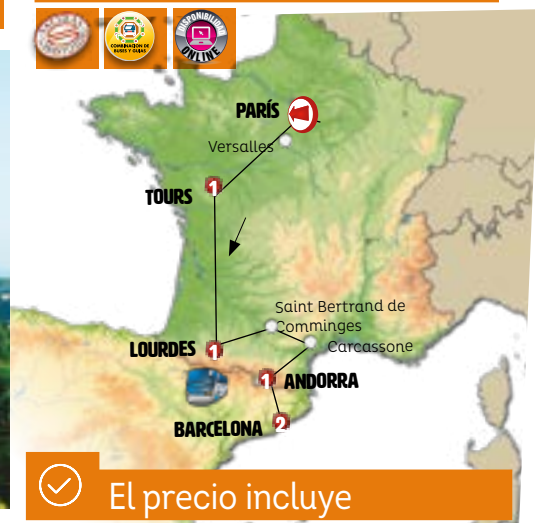 COMBINACIÓN DE
BUSES Y GUÍAS
DISPONIBILIDAD
ONLINE
PARÍS
Versalles
TOURS
1
Saint Bertrand de
Comminges
Carcassone
LOURDES
1
1
ANDORRA
BARCELONA
2
El precio incluye